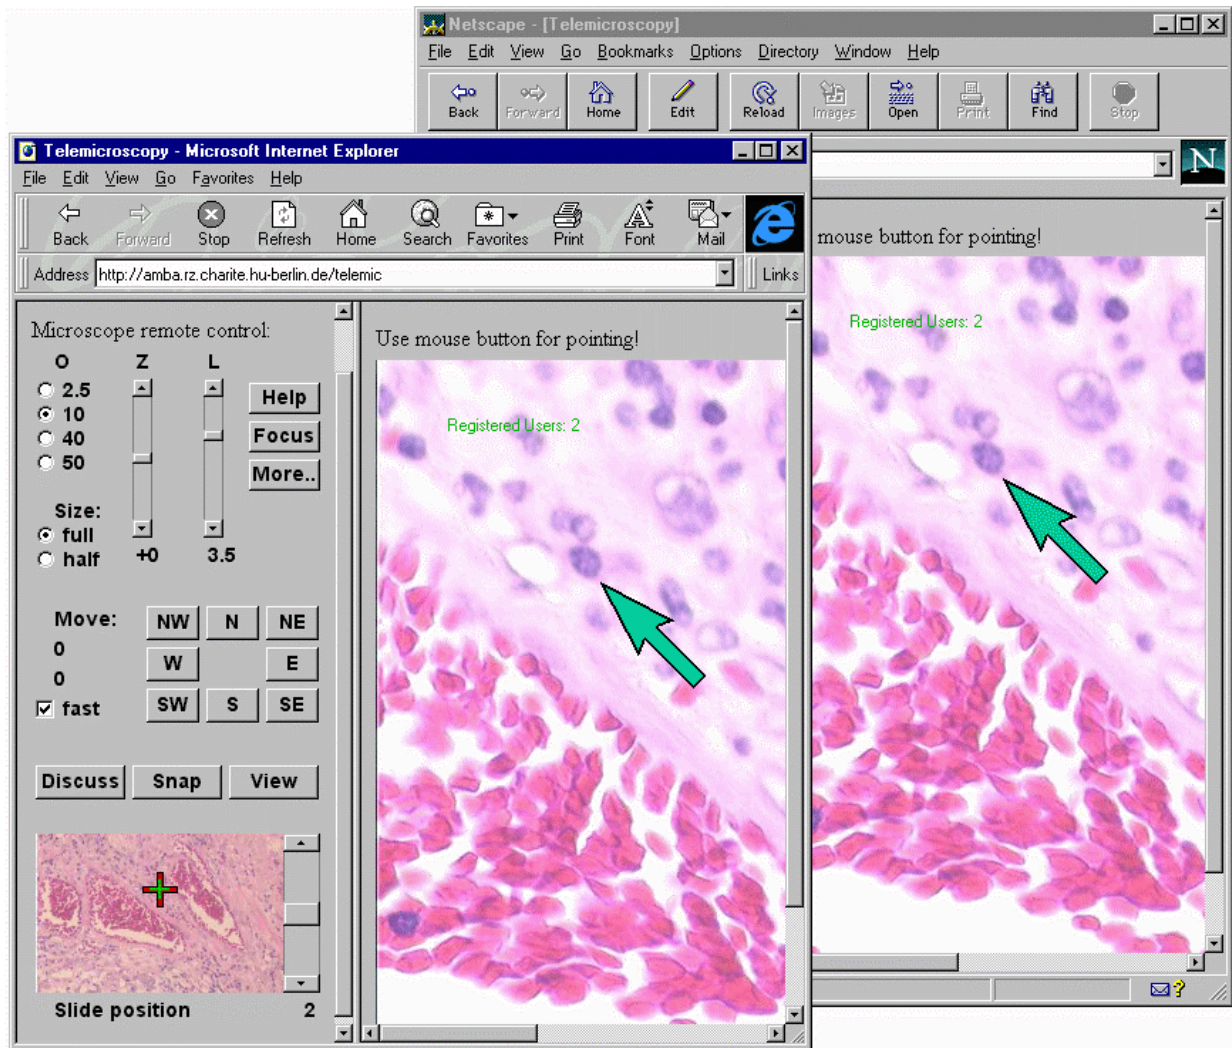 Netscape - [Telemicroscopy]
File Edit View Go Bookmarks Options Directory Window Help
Back Forward Home Edit Reload Images Open Print Find Stop
N
mouse button for pointing!
Registered Users: 2
Telemicroscopy - Microsoft Internet Explorer
File Edit View Go Favorites Help
Back Forward Stop Refresh Home Search Favorites Print Font Mail
Address http://amba.rz.charite.hu-berlin.de/telemic Links
Microscope remote control:
O Z L
2.5
10
40
50
Help
Focus
More..
Size:
full
half
+0 3.5
Move:
0
0
fast
NW N NE
W E
SW S SE
Discuss Snap View
Slide position 2
Use mouse button for pointing!
Registered Users: 2